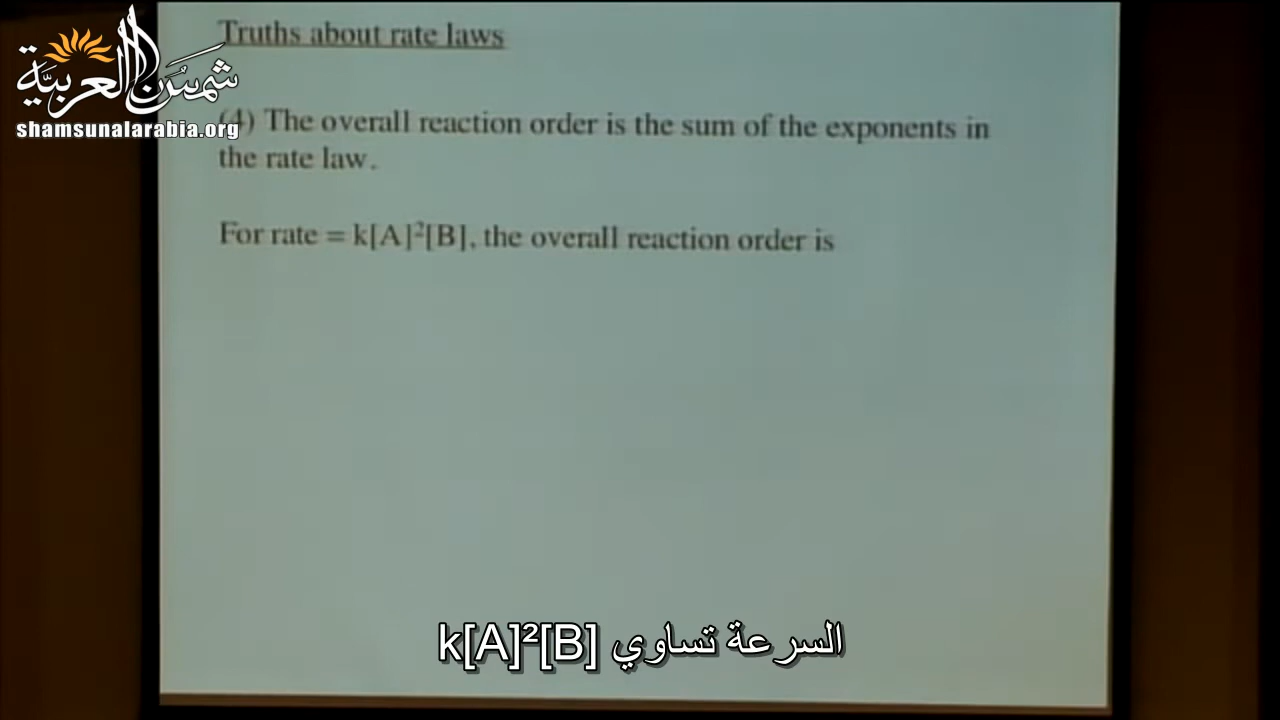 شمس العربية
shamsunalarabia.org
Truths about rate laws
(4) The overall reaction order is the sum of the exponents in
the rate law.
For rate = k[A]²[B], the overall reaction order is
السرعة تساوي k[A]²[B]